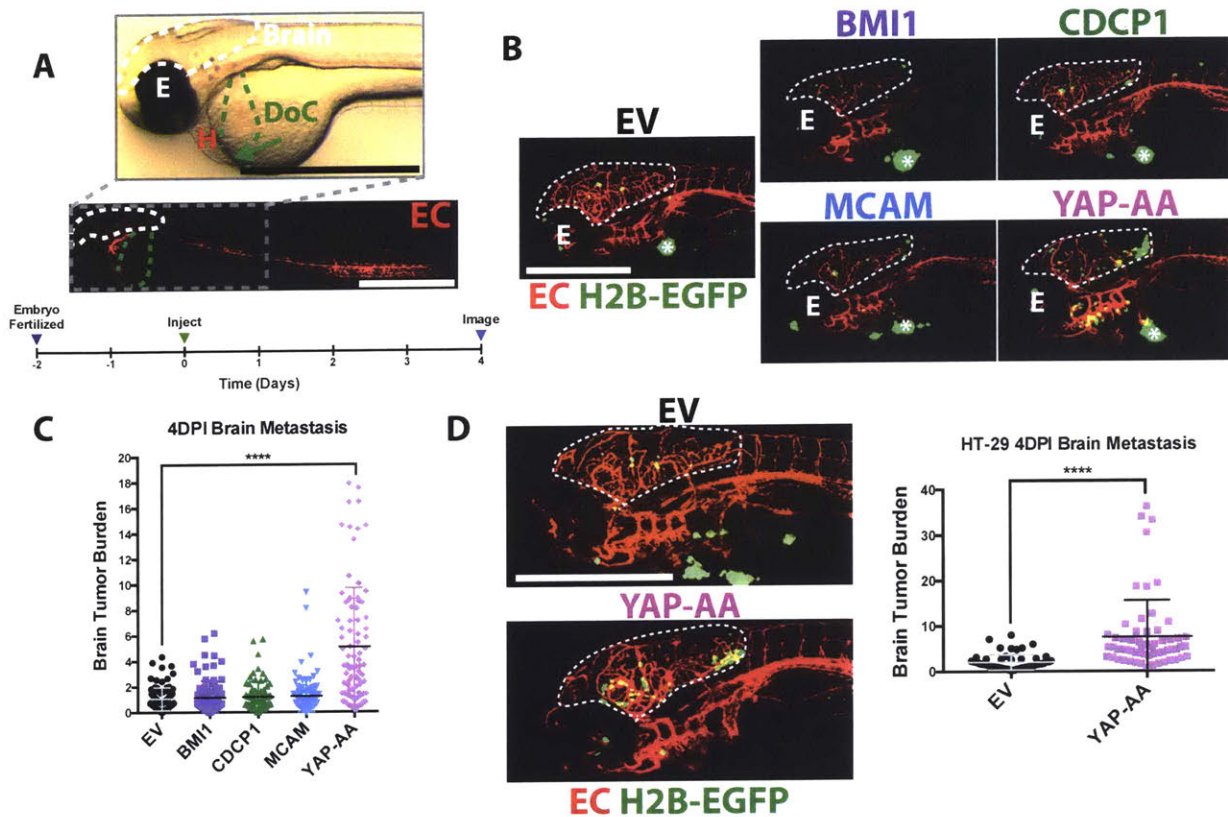 A
Brain
E
DoC
H
EC
Embryo
Fertilized
Inject
Image
-2
-1
0
1
2
3
4
Time (Days)
B
EV
E
EC H2B-EGFP
BMI1
E
*
CDCP1
E
*
MCAM
E
*
YAP-AA
E
*
*
C
4DPI Brain Metastasis
****
Brain Tumor Burden
20
18
16
14
12
10
8
6
4
2
0
EV
BMI1
CDCP1
MCAM
YAP-AA
D
EV
YAP-AA
EC H2B-EGFP
HT-29 4DPI Brain Metastasis
****
Brain Tumor Burden
40
30
20
10
0
EV
YAP-AA